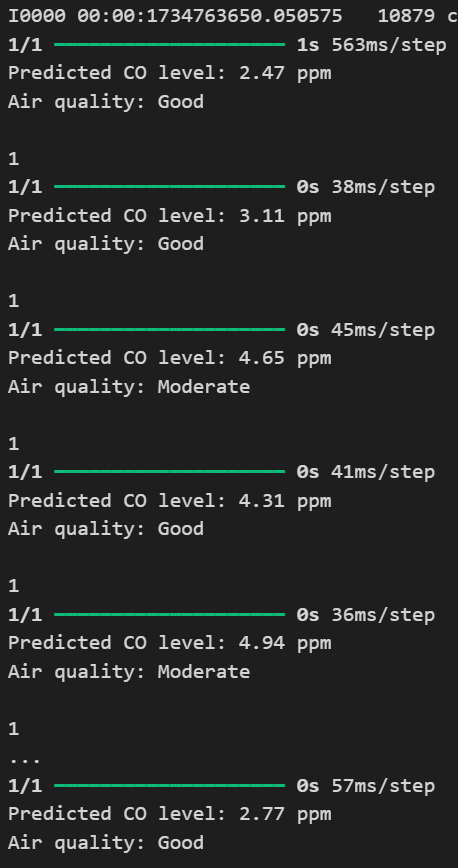 I0000 00:00:1734763650.050575   10879 c
1/1 ━━━━━━━━━━━━━━━━━━━━ 1s 563ms/step
Predicted CO level: 2.47 ppm
Air quality: Good
1
1/1 ━━━━━━━━━━━━━━━━━━━━ 0s 38ms/step
Predicted CO level: 3.11 ppm
Air quality: Good
1
1/1 ━━━━━━━━━━━━━━━━━━━━ 0s 45ms/step
Predicted CO level: 4.65 ppm
Air quality: Moderate
1
1/1 ━━━━━━━━━━━━━━━━━━━━ 0s 41ms/step
Predicted CO level: 4.31 ppm
Air quality: Good
1
1/1 ━━━━━━━━━━━━━━━━━━━━ 0s 36ms/step
Predicted CO level: 4.94 ppm
Air quality: Moderate
1
...
1/1 ━━━━━━━━━━━━━━━━━━━━ 0s 57ms/step
Predicted CO level: 2.77 ppm
Air quality: Good